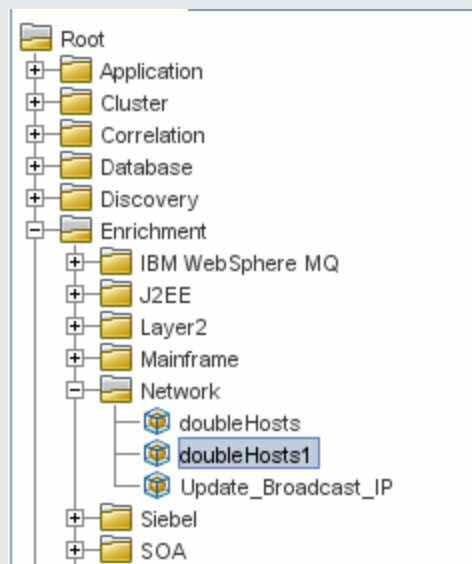 Root
Application
Cluster
Correlation
Database
Discovery
Enrichment
IBM WebSphere MQ
J2EE
Layer2
Mainframe
Network
doubleHosts
doubleHosts1
Update_Broadcast_IP
Siebel
SOA